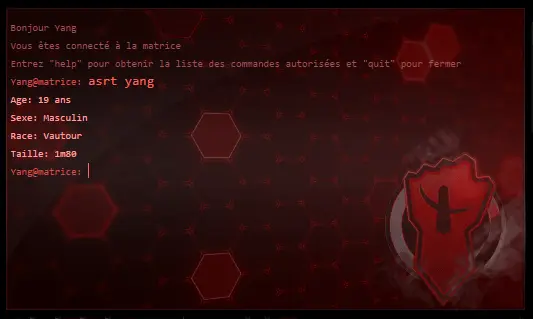 Bonjour Yang
Vous êtes connecté à la matrice
Entrez "help" pour obtenir la liste des commandes autorisées et "quit" pour fermer
Yang@matrice: asrt yang
Age: 19 ans
Sexe: Masculin
Race: Vautour
Taille: 1m80
Yang@matrice: